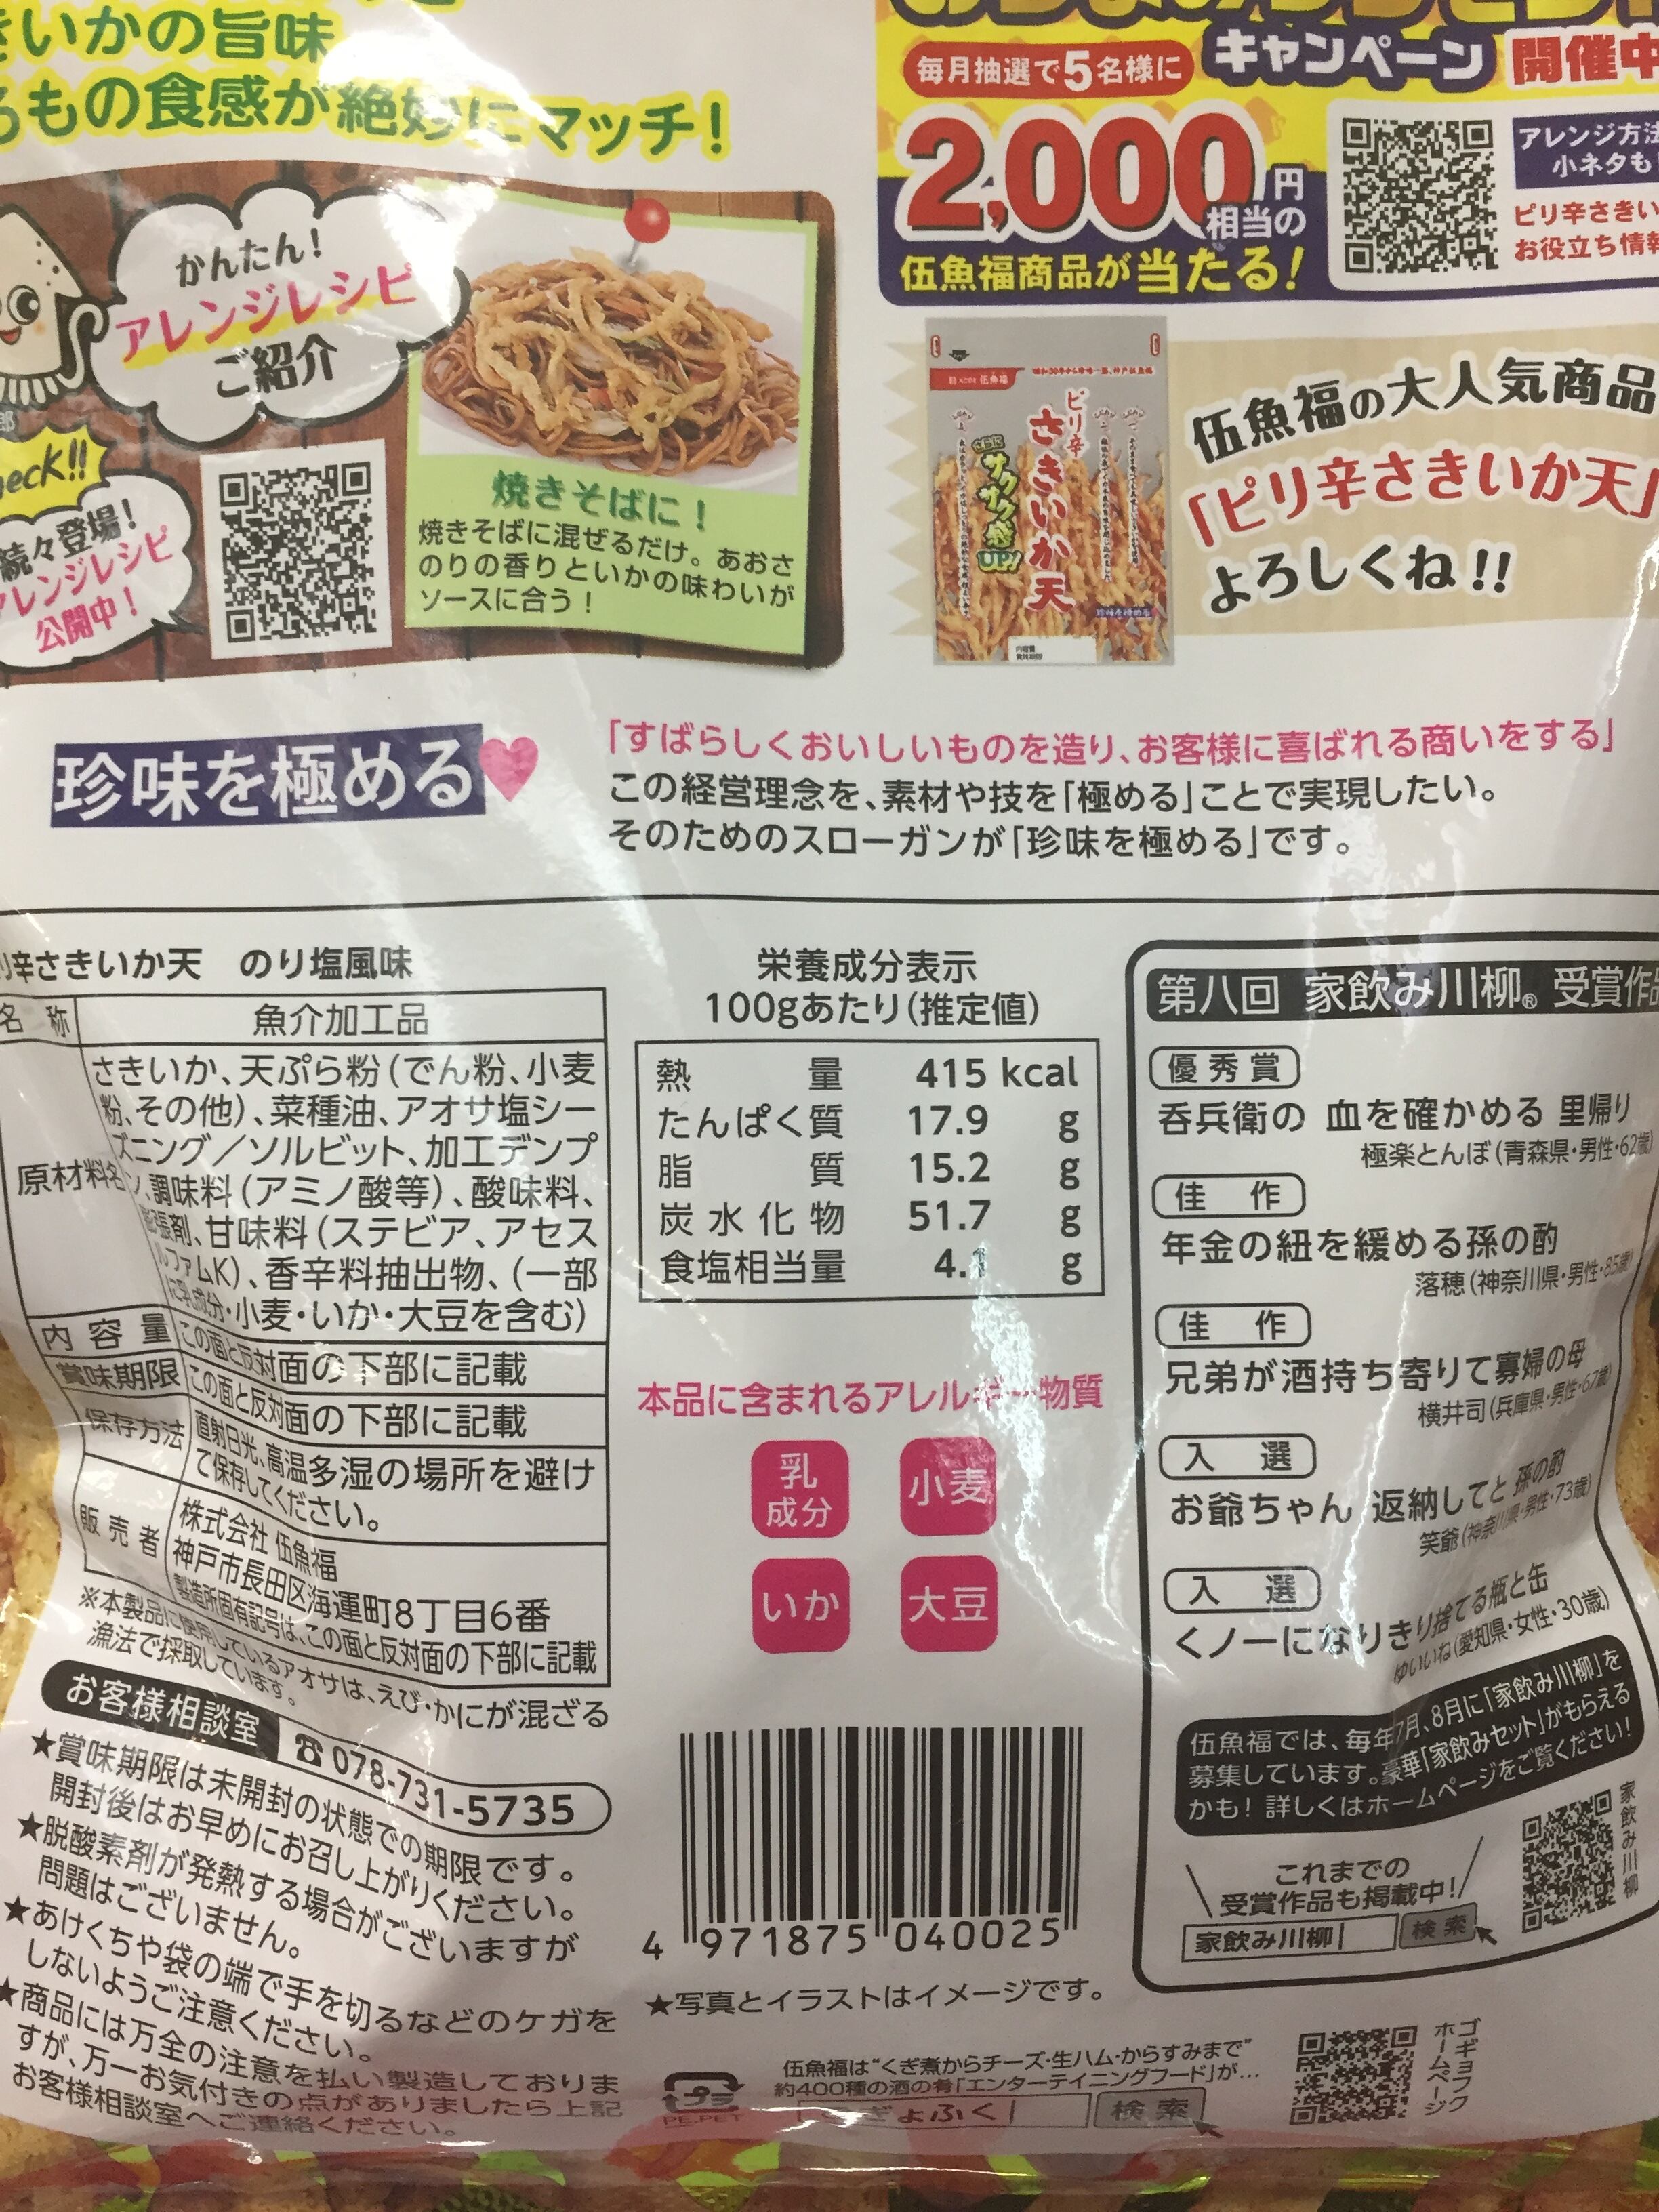 きいかの旨味
もの食感が絶妙にマッチ！
かんたん！
アレンジレシピ
ご紹介
続々登場！
アレンジレシピ
公開中！
焼きそばに！
焼きそばに混ぜるだけ。あおさ
のりの香りといかの味わいが
ソースに合う！
キャンペーン 開催中
毎月抽選で5名様に
2,000円
相当の
伍魚福商品が当たる！
アレンジ方法
小ネタも
ピリ辛さきい
お役立ち情報
ピリ辛
さきいか天
さらに
サクサク感
UP!
伍魚福の大人気商品
「ピリ辛さきいか天」
よろしくね!!
珍味を極める
「すばらしくおいしいものを造り、お客様に喜ばれる商いをする」
この経営理念を、素材や技を「極める」ことで実現したい。
そのためのスローガンが「珍味を極める」です。
辛さきいか天 のり塩風味
名 称 魚介加工品
原材料名
さきいか、天ぷら粉(でん粉、小麦
粉、その他)、菜種油、アオサ塩シー
ズニング／ソルビット、加工デンプ
ン、調味料(アミノ酸等)、酸味料、
膨張剤、甘味料(ステビア、アセス
ルファムK)、香辛料抽出物、(一部
に乳成分・小麦・いか・大豆を含む)
内容量 この面と反対面の下部に記載
賞味期限 この面と反対面の下部に記載
保存方法 直射日光、高温多湿の場所を避け
て保存してください。
販売者 株式会社 伍魚福
神戸市長田区海運町8丁目6番
製造所固有記号は、この面と反対面の下部に記載
※本製品に使用しているアオサは、えび・かにが混ざる
漁法で採取しています。
お客様相談室 ☎078-731-5735
★賞味期限は未開封の状態での期限です。
開封後はお早めにお召し上がりください。
★脱酸素剤が発熱する場合がございますが
問題はございません。
★あけくちや袋の端で手を切るなどのケガを
しないようご注意ください。
★商品には万全の注意を払い製造しておりま
すが、万一お気付きの点がありましたら上記
お客様相談室へご連絡ください。
栄養成分表示
100gあたり(推定値)
熱量 415 kcal
たんぱく質 17.9 g
脂質 15.2 g
炭水化物 51.7 g
食塩相当量 4.1 g
本品に含まれるアレルギー物質
乳
成分
小麦
いか
大豆
4 971875 040025
★写真とイラストはイメージです。
伍魚福は“くぎ煮からチーズ・生ハム・からすみまで”
約400種の酒の肴「エンターテイニングフード」が…
プラ
PE・PET
ごぎょふく 検索
ゴギョフク
ホームページ
第八回 家飲み川柳® 受賞作品
優秀賞
呑兵衛の 血を確かめる 里帰り
極楽とんぼ(青森県・男性・62歳)
佳 作
年金の紐を緩める孫の酌
落穂(神奈川県・男性・85歳)
佳 作
兄弟が酒持ち寄りて寡婦の母
横井司(兵庫県・男性・67歳)
入 選
お爺ちゃん 返納してと 孫の酌
笑爺(神奈川県・男性・73歳)
入 選
くノ一になりきり捨てる瓶と缶
ゆいいね(愛知県・女性・30歳)
伍魚福では、毎年7月、8月に「家飲み川柳」を
募集しています。豪華「家飲みセット」がもらえる
かも！詳しくはホームページをご覧ください！
これまでの
受賞作品も掲載中！
家飲み川柳 検索
家飲み川柳